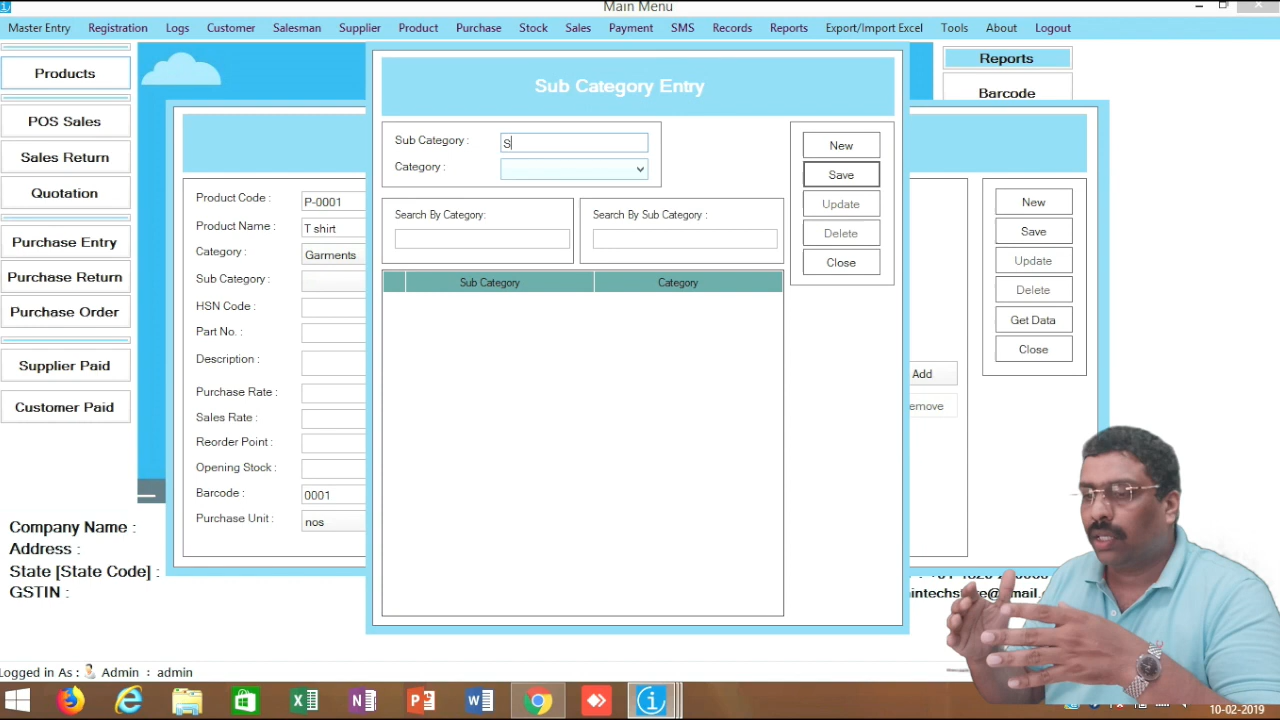 Main Menu
Master Entry Registration Logs Customer Salesman Supplier Product Purchase Stock Sales Payment SMS Records Reports Export/Import Excel Tools About Logout
Products
POS Sales
Sales Return
Quotation
Purchase Entry
Purchase Return
Purchase Order
Supplier Paid
Customer Paid
Reports
Barcode
Sub Category Entry
Sub Category :
S
Category :
Search By Category:
Search By Sub Category :
Sub Category Category
New
Save
Update
Delete
Close
Product Code : P-0001
Product Name : T shirt
Category : Garments
Sub Category :
HSN Code :
Part No. :
Description :
Purchase Rate :
Sales Rate :
Reorder Point :
Opening Stock :
Barcode : 0001
Purchase Unit : nos
New
Save
Update
Delete
Get Data
Close
Add
emove
Company Name :
Address :
State [State Code] :
GSTIN :
Logged in As : Admin : admin
10-02-2019